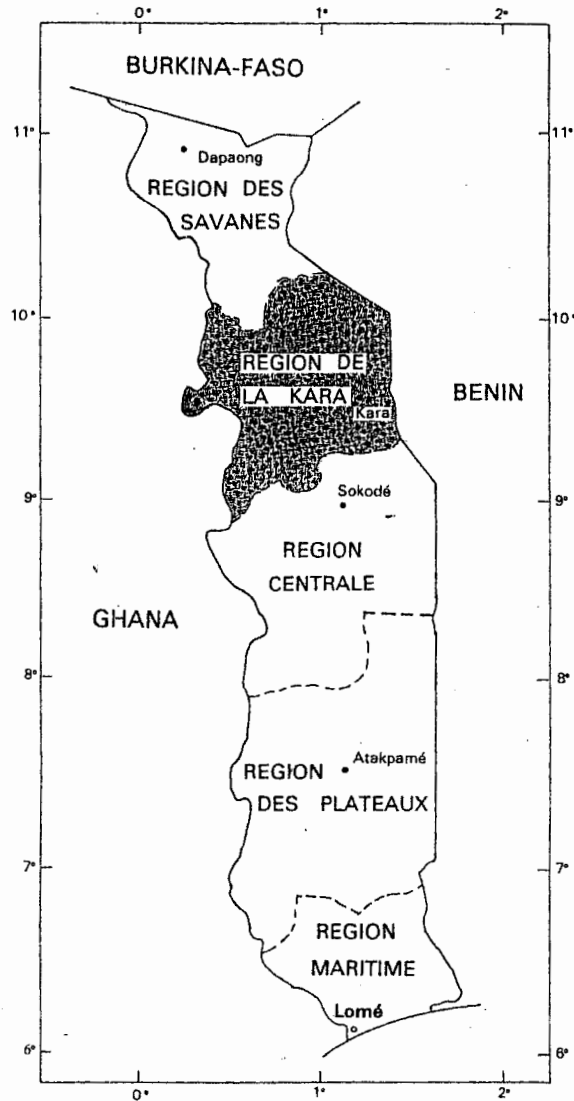 0° 1° 2°
BURKINA-FASO
11° 11°
Dapaong
REGION DES
SAVANES
10° 10°
REGION DE
LA KARA
BENIN
Kara
9° 9°
Sokodé
REGION
CENTRALE
GHANA
8° 8°
Atakpamé
REGION
DES PLATEAUX
7° 7°
REGION
MARITIME
Lomé
6° 6°
0° 1° 2°